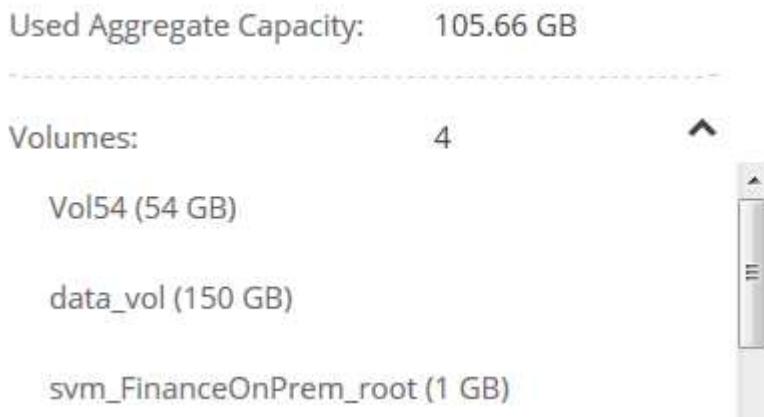 Used Aggregate Capacity: 105.66 GB
Volumes: 4
Vol54 (54 GB)
data_vol (150 GB)
svm_FinanceOnPrem_root (1 GB)